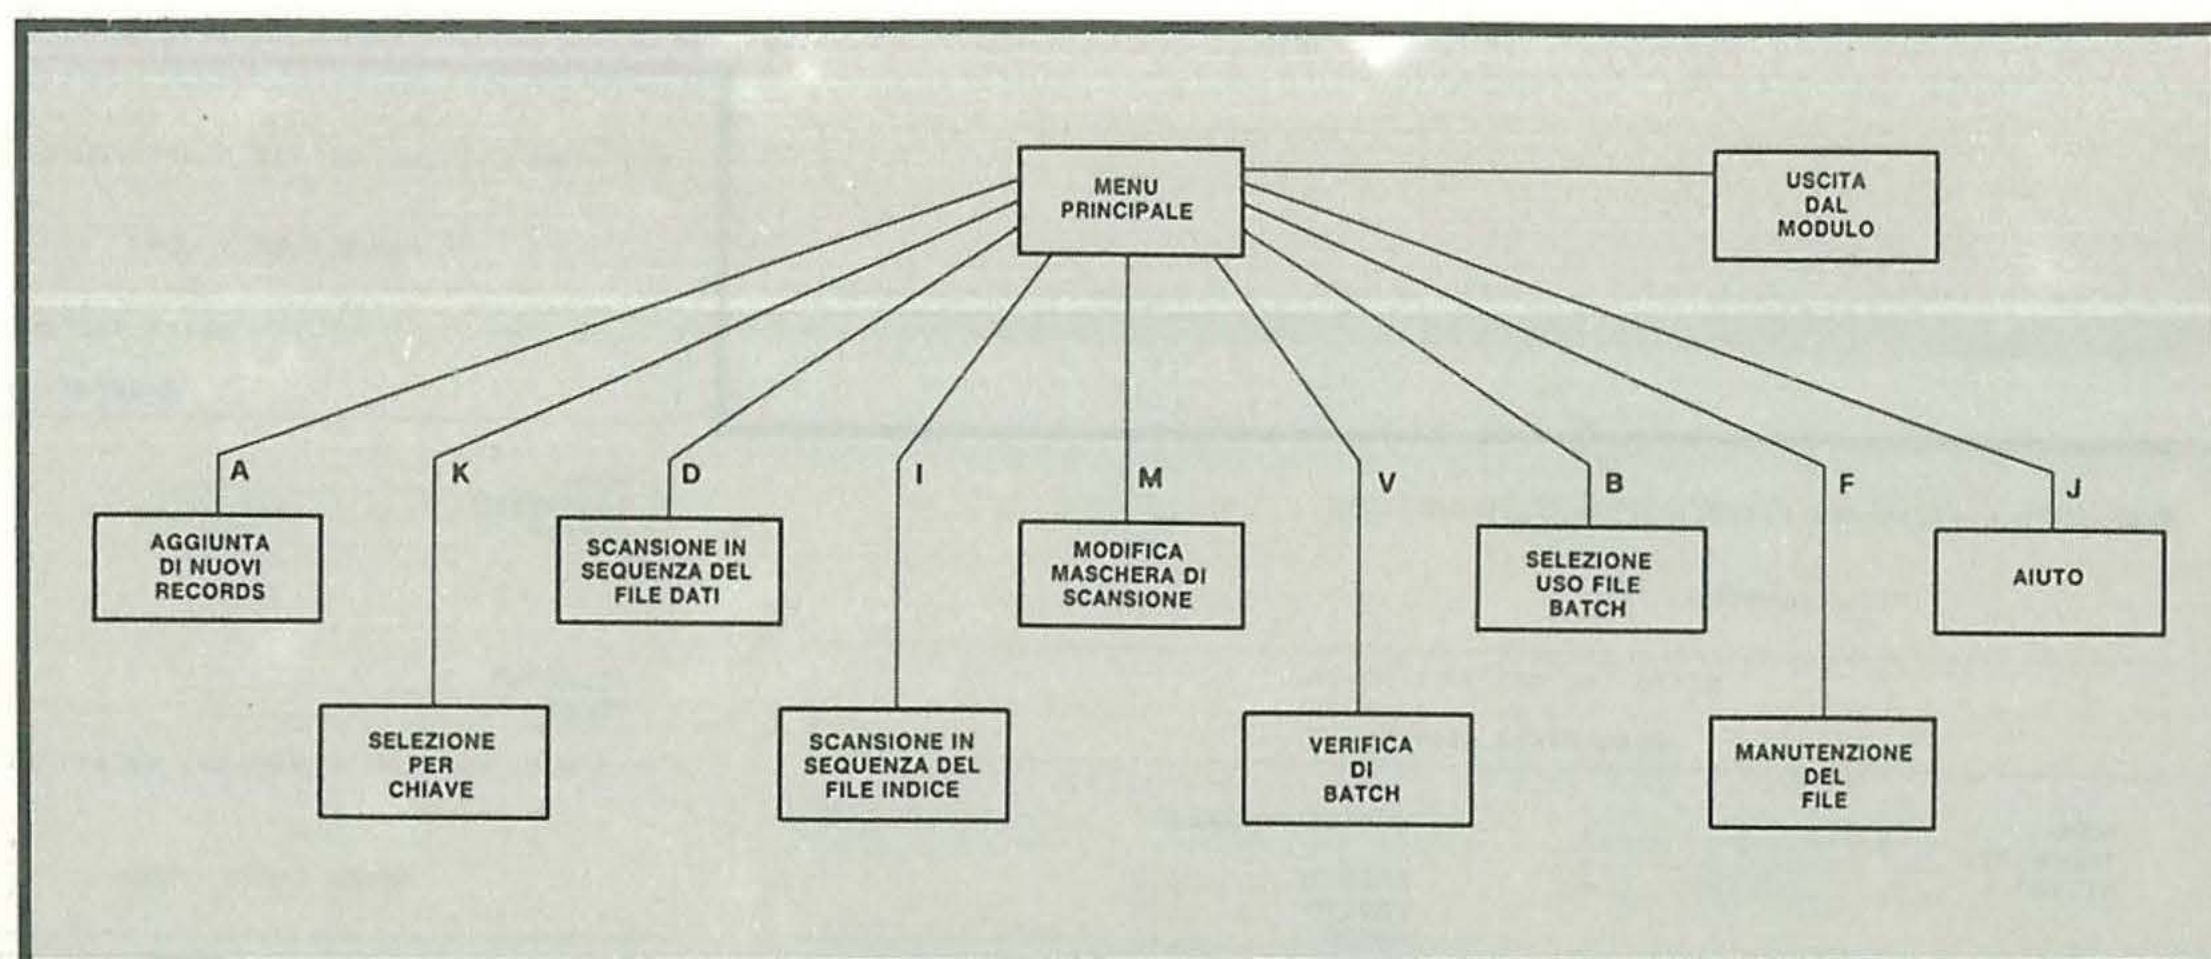 MENU
PRINCIPALE
USCITA
DAL
MODULO
A
K
D
I
M
V
B
F
J
AGGIUNTA
DI NUOVI
RECORDS
SCANSIONE IN
SEQUENZA DEL
FILE DATI
MODIFICA
MASCHERA DI
SCANSIONE
SELEZIONE
USO FILE
BATCH
AIUTO
SELEZIONE
PER
CHIAVE
SCANSIONE IN
SEQUENZA DEL
FILE INDICE
VERIFICA
DI
BATCH
MANUTENZIONE
DEL
FILE